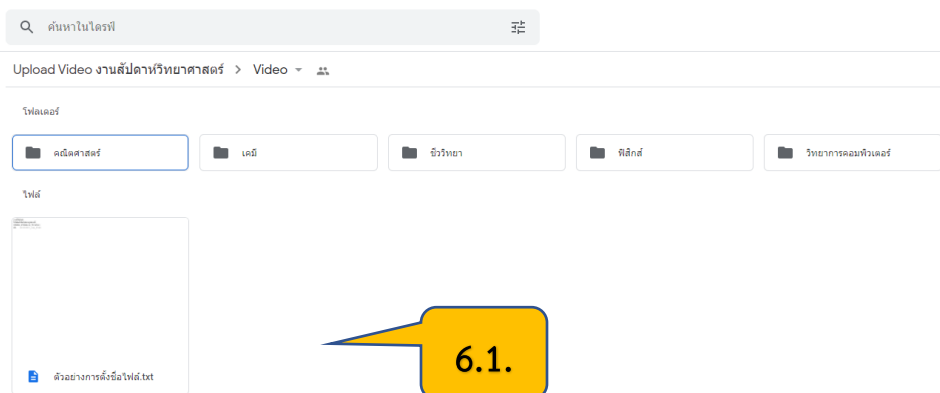 ค้นหาในไดรฟ์
Upload Video งานสัปดาห์วิทยาศาสตร์ > Video
โฟลเดอร์
คณิตศาสตร์
เคมี
ชีววิทยา
ฟิสิกส์
วิทยาการคอมพิวเตอร์
ไฟล์
ตัวอย่างการตั้งชื่อไฟล์.txt
6.1.